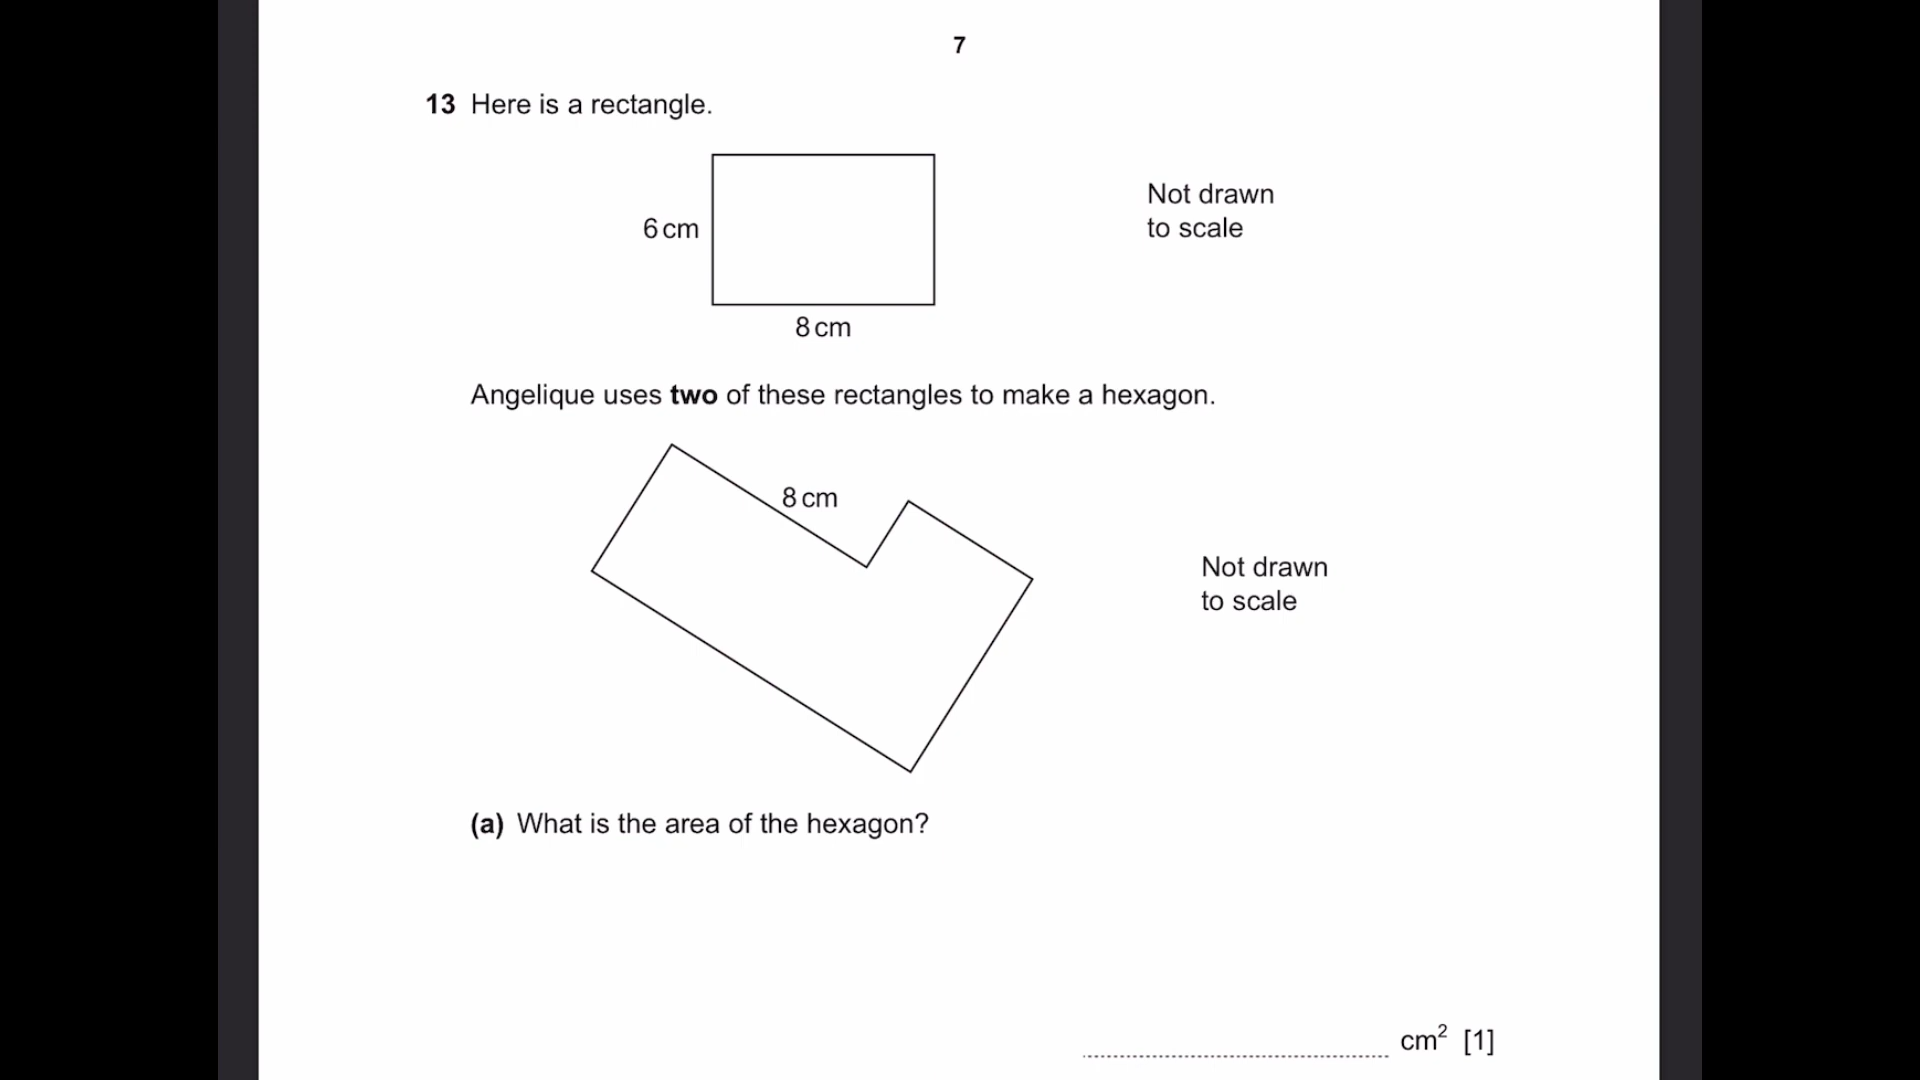 7
13 Here is a rectangle.
Not drawn
to scale
6 cm
8 cm
Angelique uses two of these rectangles to make a hexagon.
8 cm
Not drawn
to scale
(a) What is the area of the hexagon?
cm² [1]